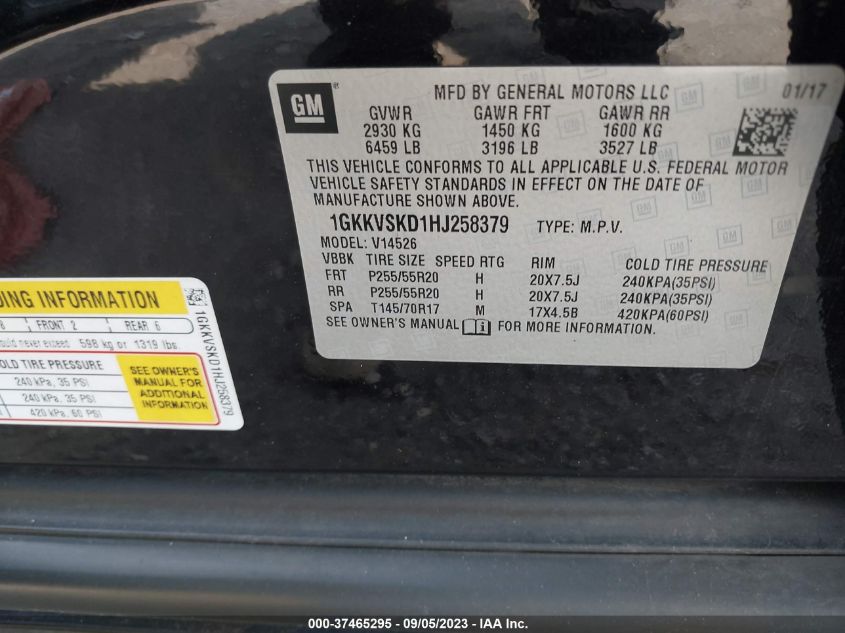 GM
MFD BY GENERAL MOTORS LLC 01/17
GVWR GAWR FRT GAWR RR
2930 KG 1450 KG 1600 KG
6459 LB 3196 LB 3527 LB
THIS VEHICLE CONFORMS TO ALL APPLICABLE U.S. FEDERAL MOTOR
VEHICLE SAFETY STANDARDS IN EFFECT ON THE DATE OF
MANUFACTURE SHOWN ABOVE.
1GKKVSKD1HJ258379 TYPE: M.P.V.
MODEL: V14526
VBBK TIRE SIZE SPEED RTG RIM COLD TIRE PRESSURE
FRT P255/55R20 H 20X7.5J 240KPA(35PSI)
RR P255/55R20 H 20X7.5J 240KPA(35PSI)
SPA T145/70R17 M 17X4.5B 420KPA(60PSI)
SEE OWNER'S MANUAL FOR MORE INFORMATION.
INFORMATION
8 FRONT 2 REAR 6
never exceed 598 kg or 1319 lbs.
COLD TIRE PRESSURE
240 kPa, 35 PSI
240 kPa, 35 PSI
420 kPa, 60 PSI
SEE OWNER'S
MANUAL FOR
ADDITIONAL
INFORMATION
1GKKVSKD1HJ258379
000-37465295 - 09/05/2023 - IAA Inc.